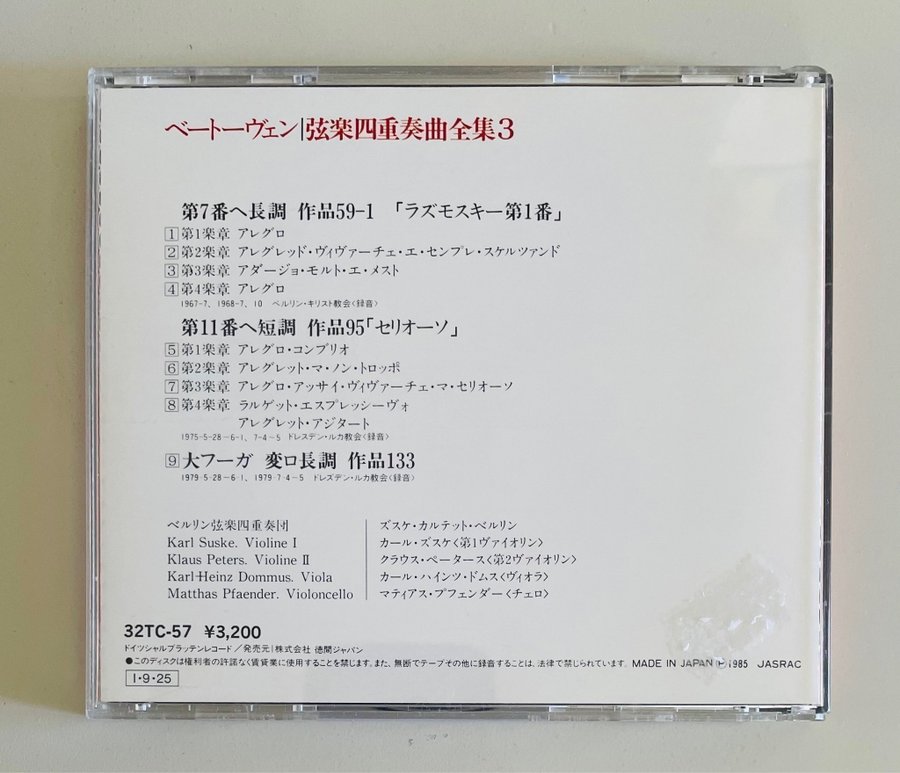 ベートーヴェン|弦楽四重奏曲全集3
第7番ヘ長調 作品59-1 「ラズモスキー第1番」
1 第1楽章 アレグロ
2 第2楽章 アレグレッド・ヴィヴァーチェ・エ・センプレ・スケルツァンド
3 第3楽章 アダージョ・モルト・エ・メスト
4 第4楽章 アレグロ
1967-7、1968-7、10 ベルリン・キリスト教会〈録音〉
第11番ヘ短調 作品95「セリオーソ」
5 第1楽章 アレグロ・コンブリオ
6 第2楽章 アレグレット・マ・ノン・トロッポ
7 第3楽章 アレグロ・アッサイ・ヴィヴァーチェ・マ・セリオーソ
8 第4楽章 ラルゲット・エスプレッシーヴォ
アレグレット・アジタート
1975-5-28〜6-1、7-4〜5 ドレスデン・ルカ教会〈録音〉
9 大フーガ 変ロ長調 作品133
1979-5-28〜6-1、1979-7-4〜5 ドレスデン・ルカ教会〈録音〉
ベルリン弦楽四重奏団 ズスケ・カルテット・ベルリン
Karl Suske. Violine I カール・ズスケ〈第1ヴァイオリン〉
Klaus Peters. Violine II クラウス・ペータース〈第2ヴァイオリン〉
Karl-Heinz Dommus. Viola カール・ハインツ・ドムス〈ヴィオラ〉
Matthas Pfaender. Violoncello マティアス・プフェンダー〈チェロ〉
32TC-57 ¥3,200
ドイツシャルプラッテンレコード/発売元|株式会社 徳間ジャパン
●このディスクは権利者の許諾なく賃貸業に使用することを禁じます。また、無断でテープその他に録音することは、法律で禁じられています。 MADE IN JAPAN Ⓟ1985 JASRAC
I・9・25